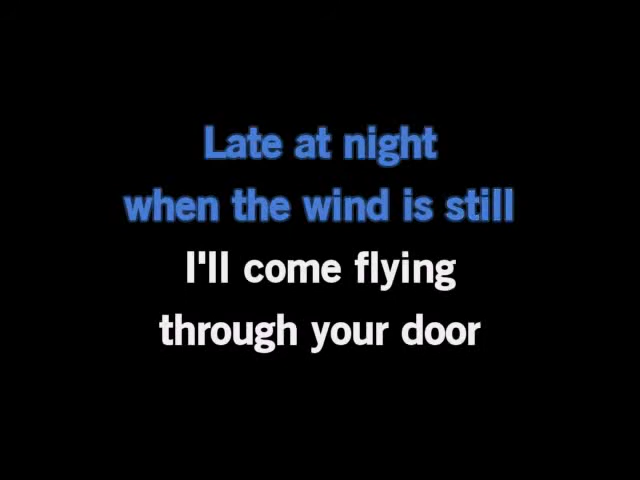 Late at night
when the wind is still
I'll come flying
through your door